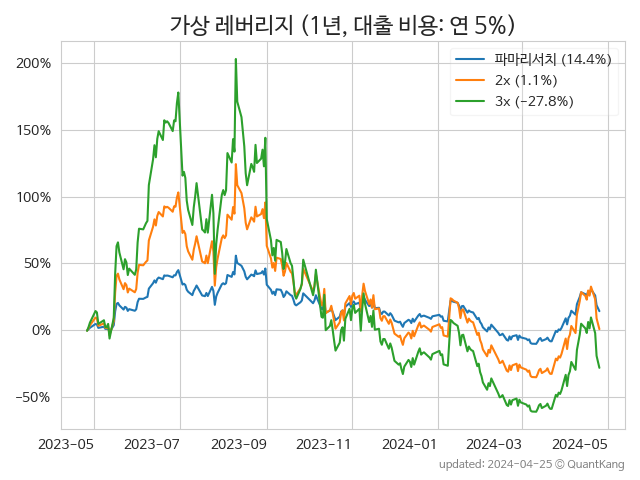 가상 레버리지 (1년, 대출 비용: 연 5%)
파마리서치 (14.4%)
2x (1.1%)
3x (−27.8%)
200%
150%
100%
50%
0%
−50%
2023-05 2023-07 2023-09 2023-11 2024-01 2024-03 2024-05
updated: 2024-04-25 © QuantKang